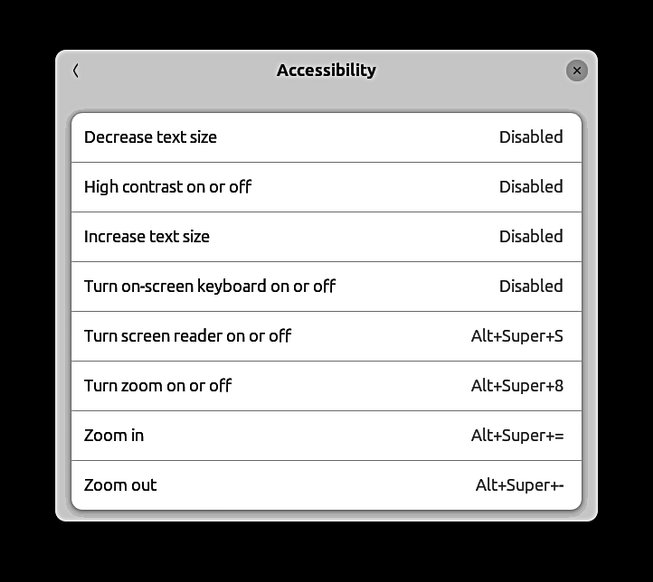 Accessibility
Decrease text size Disabled
High contrast on or off Disabled
Increase text size Disabled
Turn on-screen keyboard on or off Disabled
Turn screen reader on or off Alt+Super+S
Turn zoom on or off Alt+Super+8
Zoom in Alt+Super+=
Zoom out Alt+Super+-